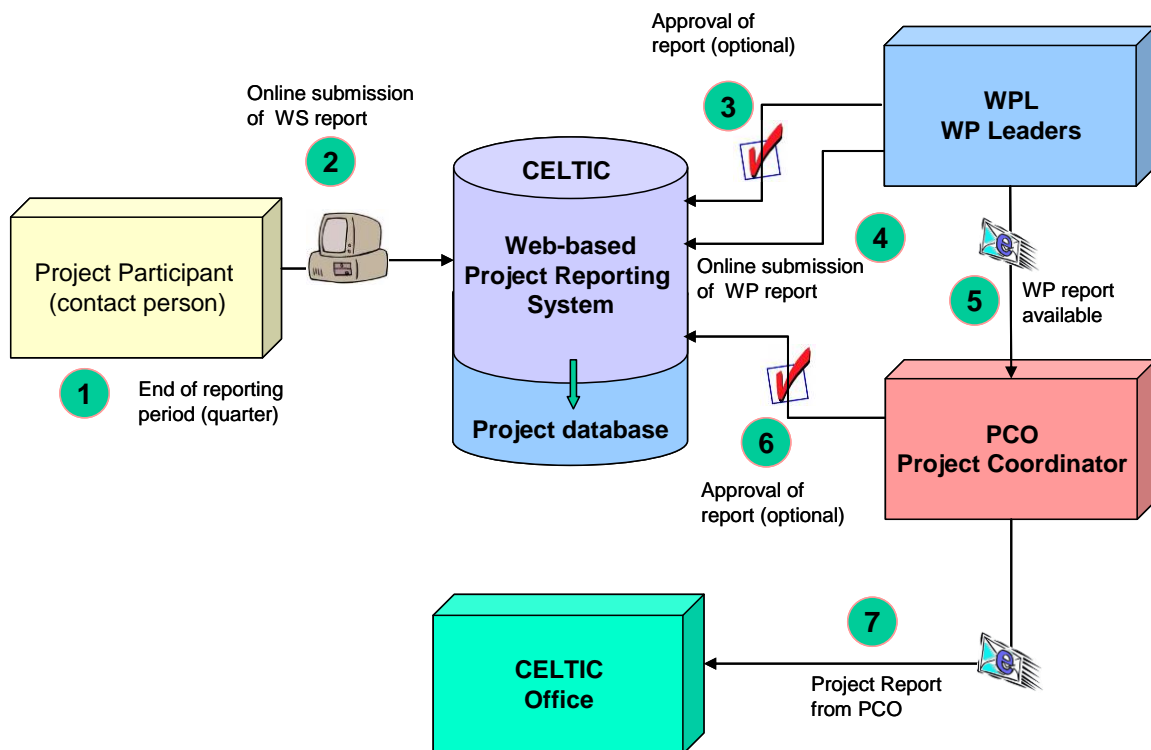 Approval of
report (optional)
3
WPL
WP Leaders
Online submission
of WS report
2
CELTIC
Web-based
Project Reporting
System
Project database
Project Participant
(contact person)
1
End of reporting
period (quarter)
4
Online submission
of WP report
e
5
WP report
available
6
Approval of
report (optional)
PCO
Project Coordinator
7
e
Project Report
from PCO
CELTIC
Office